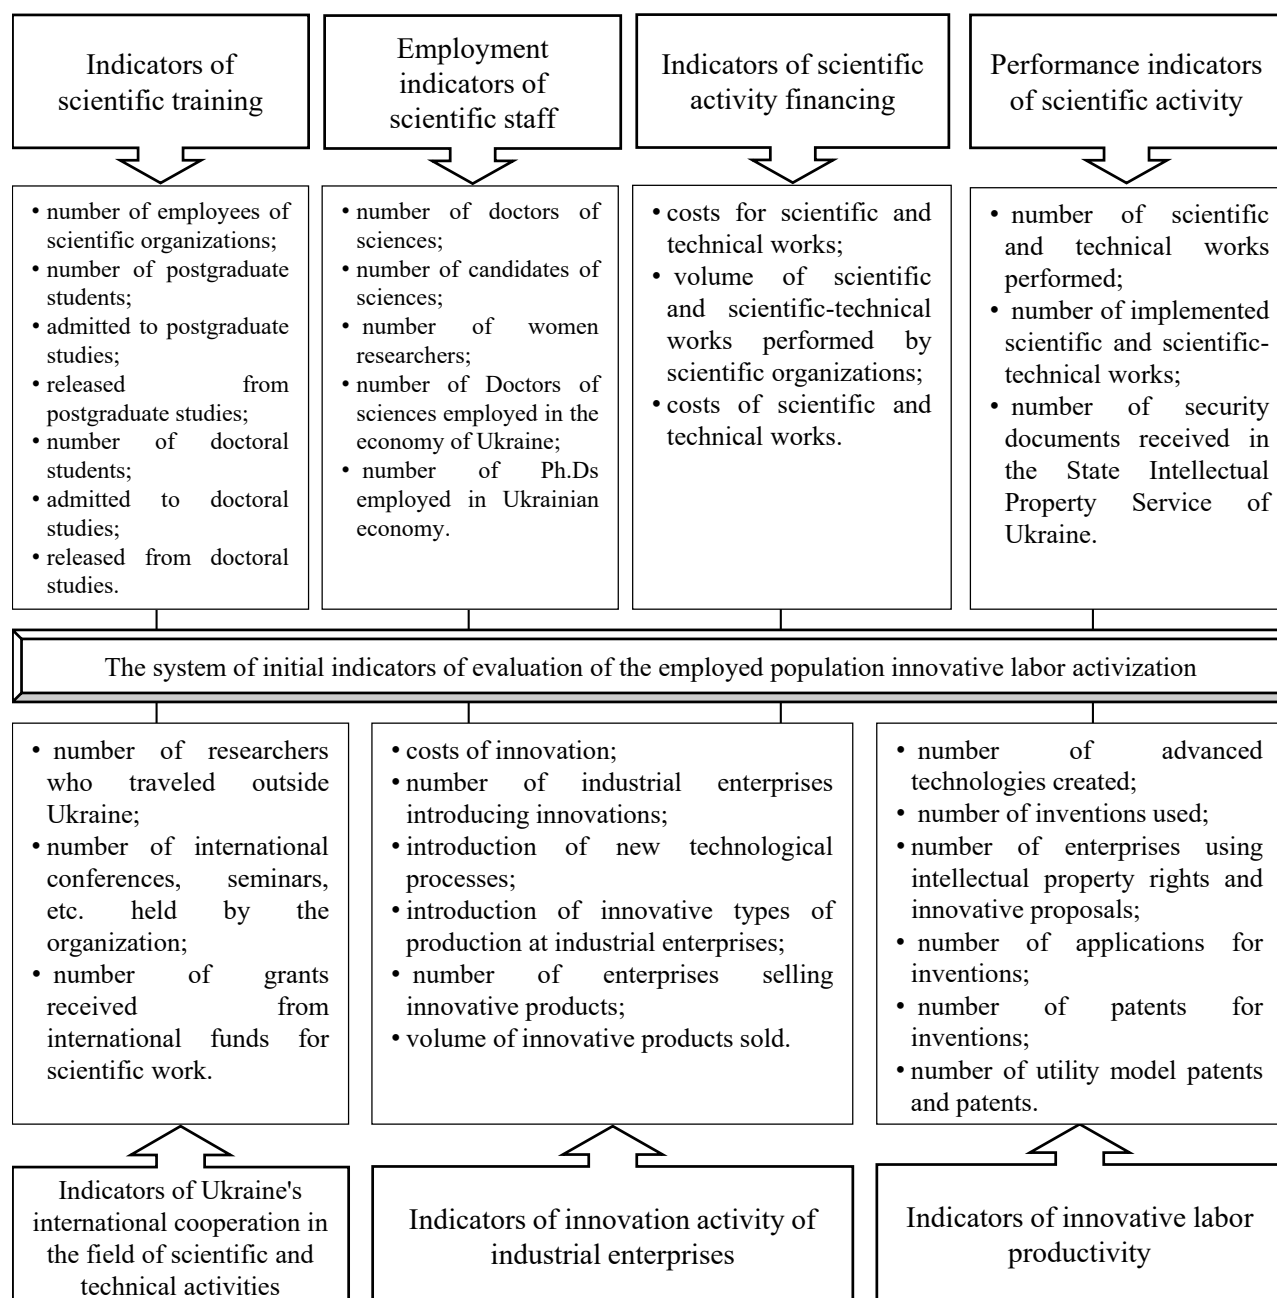 Indicators of
scientific training
Employment
indicators of
scientific staff
Indicators of scientific
activity financing
Performance indicators
of scientific activity
• number of employees of
scientific organizations;
• number of postgraduate
students;
• admitted to postgraduate
studies;
• released from
postgraduate studies;
• number of doctoral
students;
• admitted to doctoral
studies;
• released from doctoral
studies.
• number of doctors of
sciences;
• number of candidates of
sciences;
• number of women
researchers;
• number of Doctors of
sciences employed in the
economy of Ukraine;
• number of Ph.Ds
employed in Ukrainian
economy.
• costs for scientific and
technical works;
• volume of scientific
and scientific-technical
works performed by
scientific organizations;
• costs of scientific and
technical works.
• number of scientific
and technical works
performed;
• number of implemented
scientific and scientific-
technical works;
• number of security
documents received in
the State Intellectual
Property Service of
Ukraine.
The system of initial indicators of evaluation of the employed population innovative labor activization
• number of researchers
who traveled outside
Ukraine;
• number of international
conferences, seminars,
etc. held by the
organization;
• number of grants
received from
international funds for
scientific work.
• costs of innovation;
• number of industrial enterprises
introducing innovations;
• introduction of new technological
processes;
• introduction of innovative types of
production at industrial enterprises;
• number of enterprises selling
innovative products;
• volume of innovative products sold.
• number of advanced
technologies created;
• number of inventions used;
• number of enterprises using
intellectual property rights and
innovative proposals;
• number of applications for
inventions;
• number of patents for
inventions;
• number of utility model patents
and patents.
Indicators of Ukraine's
international cooperation in
the field of scientific and
technical activities
Indicators of innovation activity of
industrial enterprises
Indicators of innovative labor
productivity